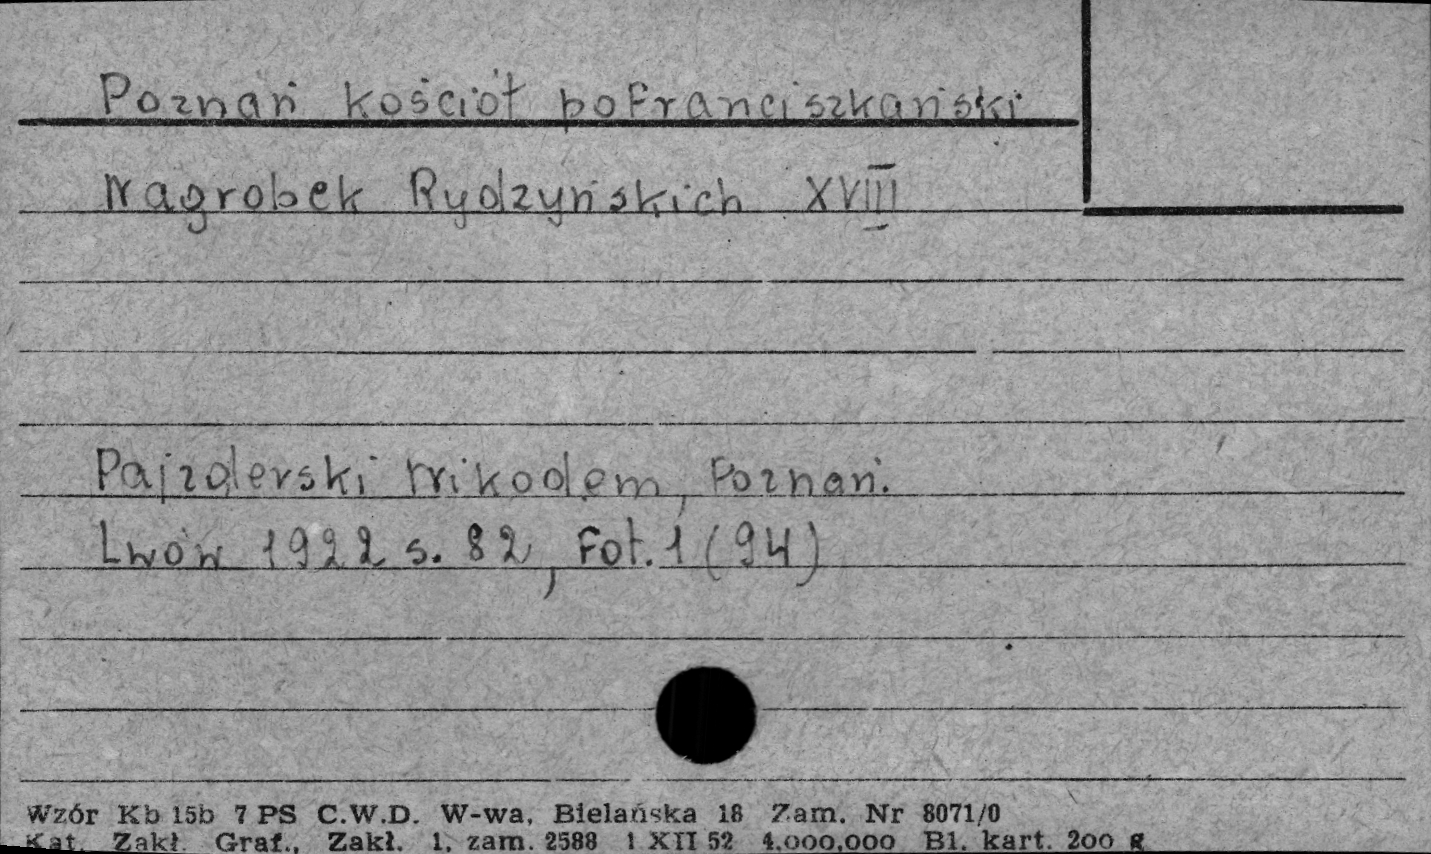 Poznań kościół poFranciszkański
Nagrobek Rydzyńskich XVIII
Pajzderski Nikodem, Poznań.
Lwów 1922 s. 82, Fot. 1 (94)
Wzór Kb 15b 7 PS C.W.D. W-wa, Bielańska 18 Zam. Nr 8071/0
Kat. Zakł. Graf., Zakł. 1, zam. 2588 1 XII 52 4.000,000 Bl. kart. 200 g